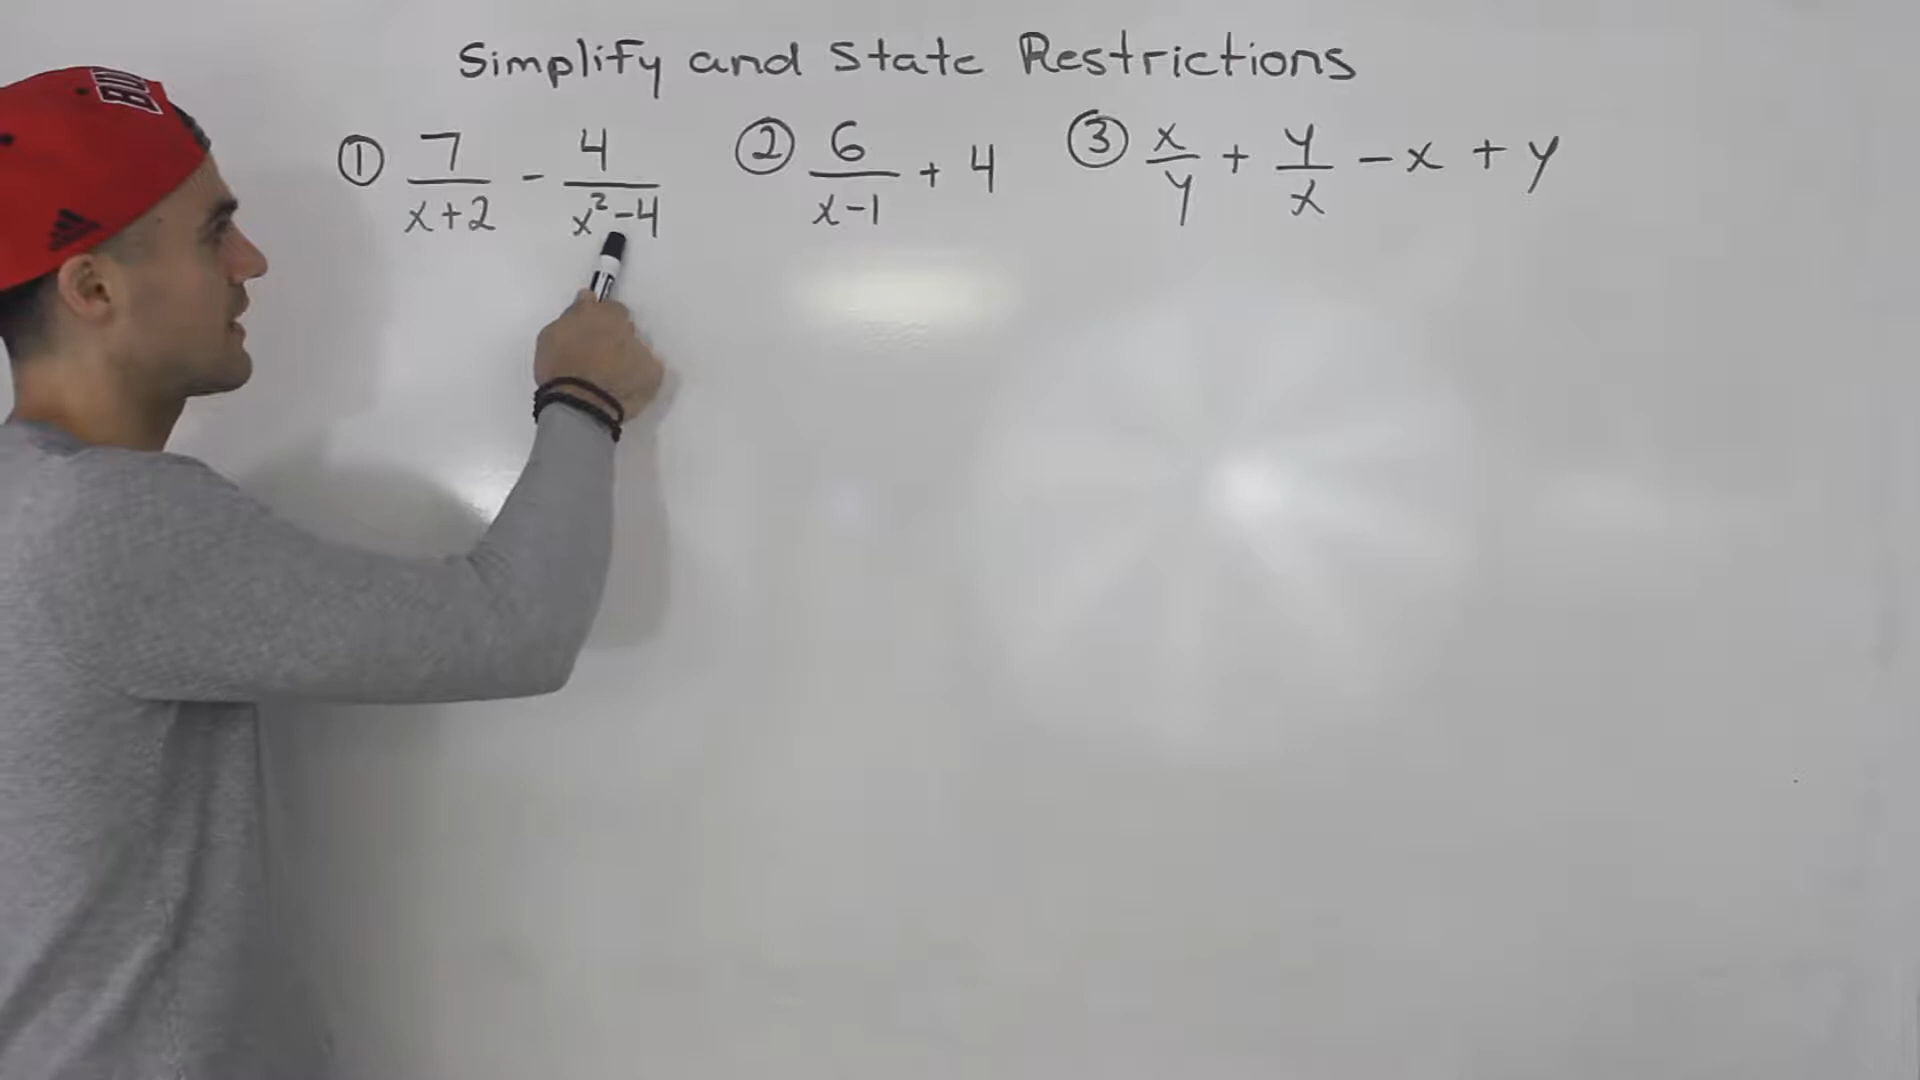 Simplify and State Restrictions
① 7/(x+2) - 4/(x²-4) ② 6/(x-1) + 4 ③ x/y + y/x - x + y